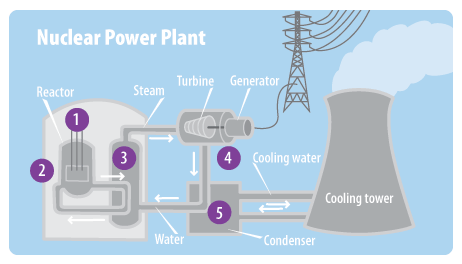 Nuclear Power Plant
Turbine Generator
Reactor
Steam
1
3
2
4
Cooling water
Cooling tower
5
Water
Condenser